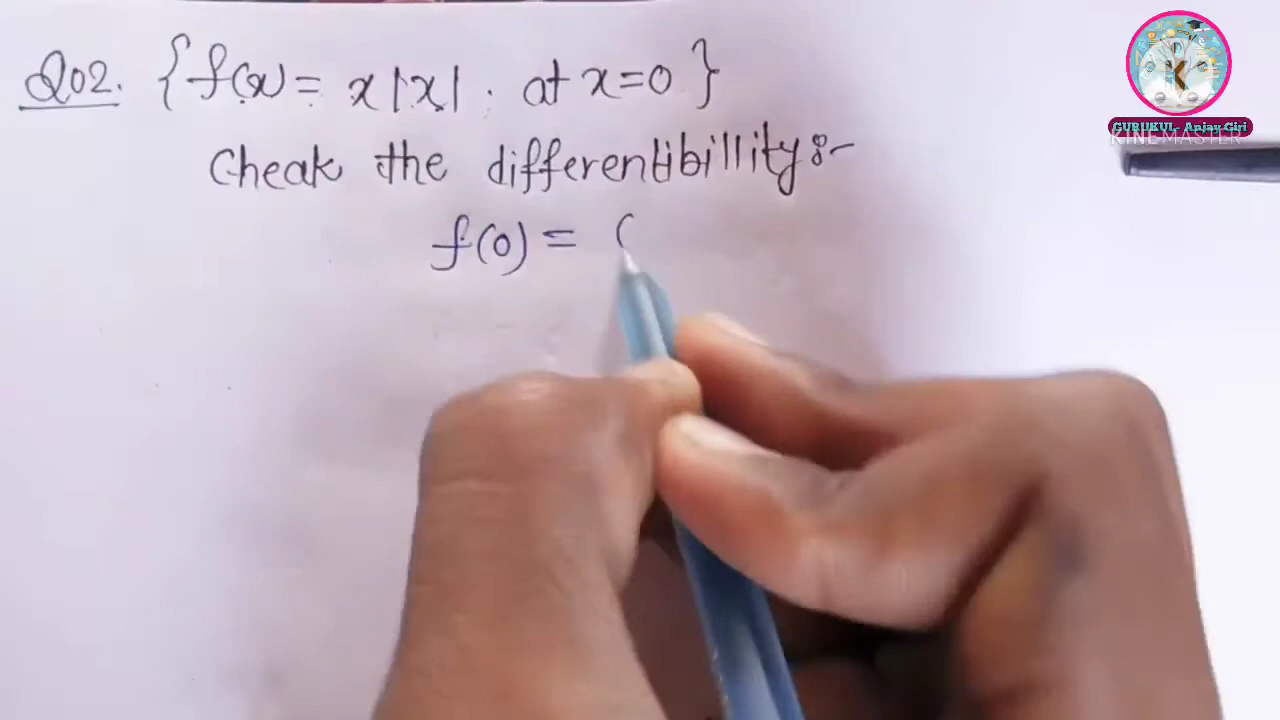 Q02. {f(x) = x|x|. at x=0}
Cheak the differentibillity:-
f(0) = 
GURUKUL- Anjay Giri
KINEMASTER